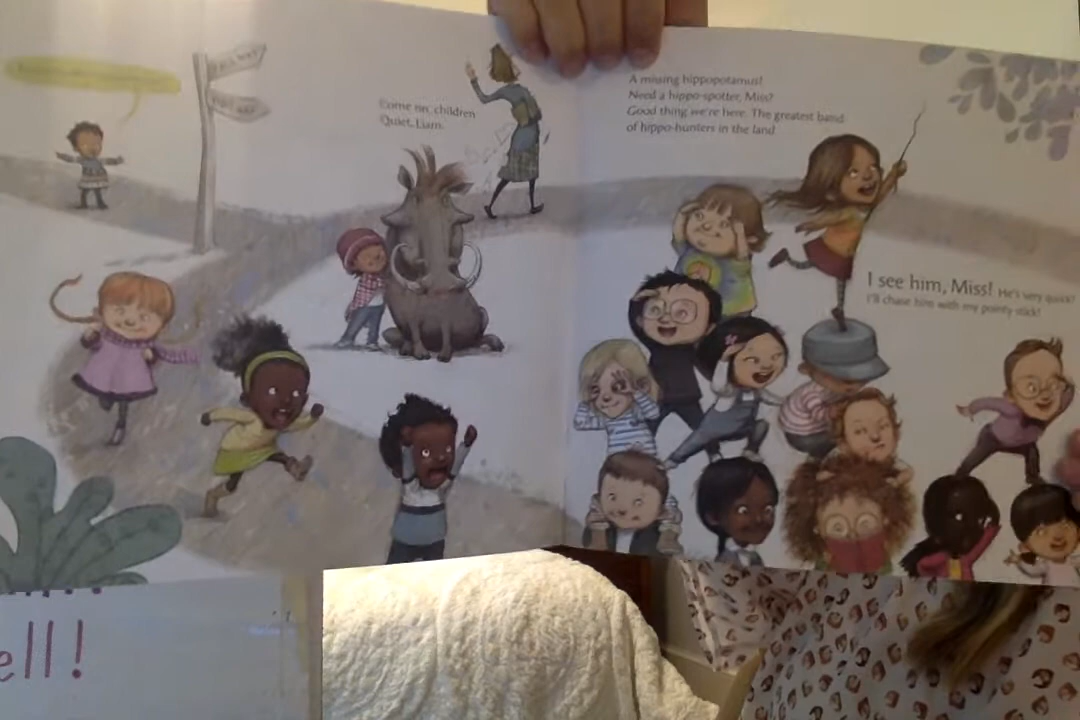 Come on, children
Quiet, Liam.
A missing hippopotamus!
Need a hippo-spotter, Miss?
Good thing we're here. The greatest band
of hippo-hunters in the land
I see him, Miss! He's very quick!
I'll chase him with my pointy stick!
ell!